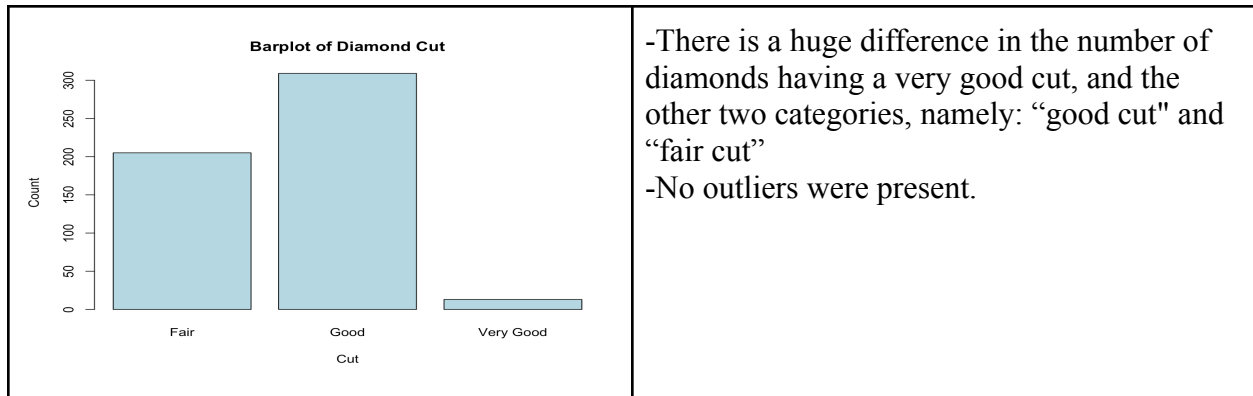 Barplot of Diamond Cut
300
250
200
150
100
50
0
Count
Fair Good Very Good
Cut
-There is a huge difference in the number of
diamonds having a very good cut, and the
other two categories, namely: “good cut" and
“fair cut”
-No outliers were present.